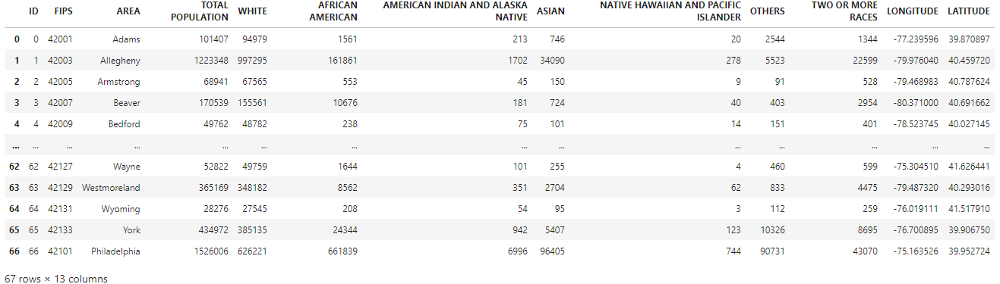 ID FIPS AREA TOTAL POPULATION WHITE AFRICAN AMERICAN AMERICAN INDIAN AND ALASKA NATIVE ASIAN NATIVE HAWAIIAN AND PACIFIC ISLANDER OTHERS TWO OR MORE RACES LONGITUDE LATITUDE
0 0 42001 Adams 101407 94979 1561 213 746 20 2544 1344 -77.239596 39.870897
1 1 42003 Allegheny 1223348 997295 161861 1702 34090 278 5523 22599 -79.976040 40.459720
2 2 42005 Armstrong 68941 67565 553 45 150 9 91 528 -79.468983 40.787624
3 3 42007 Beaver 170539 155561 10676 181 724 40 403 2954 -80.371000 40.691662
4 4 42009 Bedford 49762 48782 238 75 101 14 151 401 -78.523745 40.027145
... ... ... ... ... ... ... ... ... ... ... ... ... ...
62 62 42127 Wayne 52822 49759 1644 101 255 4 460 599 -75.304510 41.626441
63 63 42129 Westmoreland 365169 348182 8562 351 2704 62 833 4475 -79.487320 40.293016
64 64 42131 Wyoming 28276 27545 208 54 95 3 112 259 -76.019111 41.517910
65 65 42133 York 434972 385135 24344 942 5407 123 10326 8695 -76.700895 39.906750
66 66 42101 Philadelphia 1526006 626221 661839 6996 96405 744 90731 43070 -75.163526 39.952724
67 rows × 13 columns